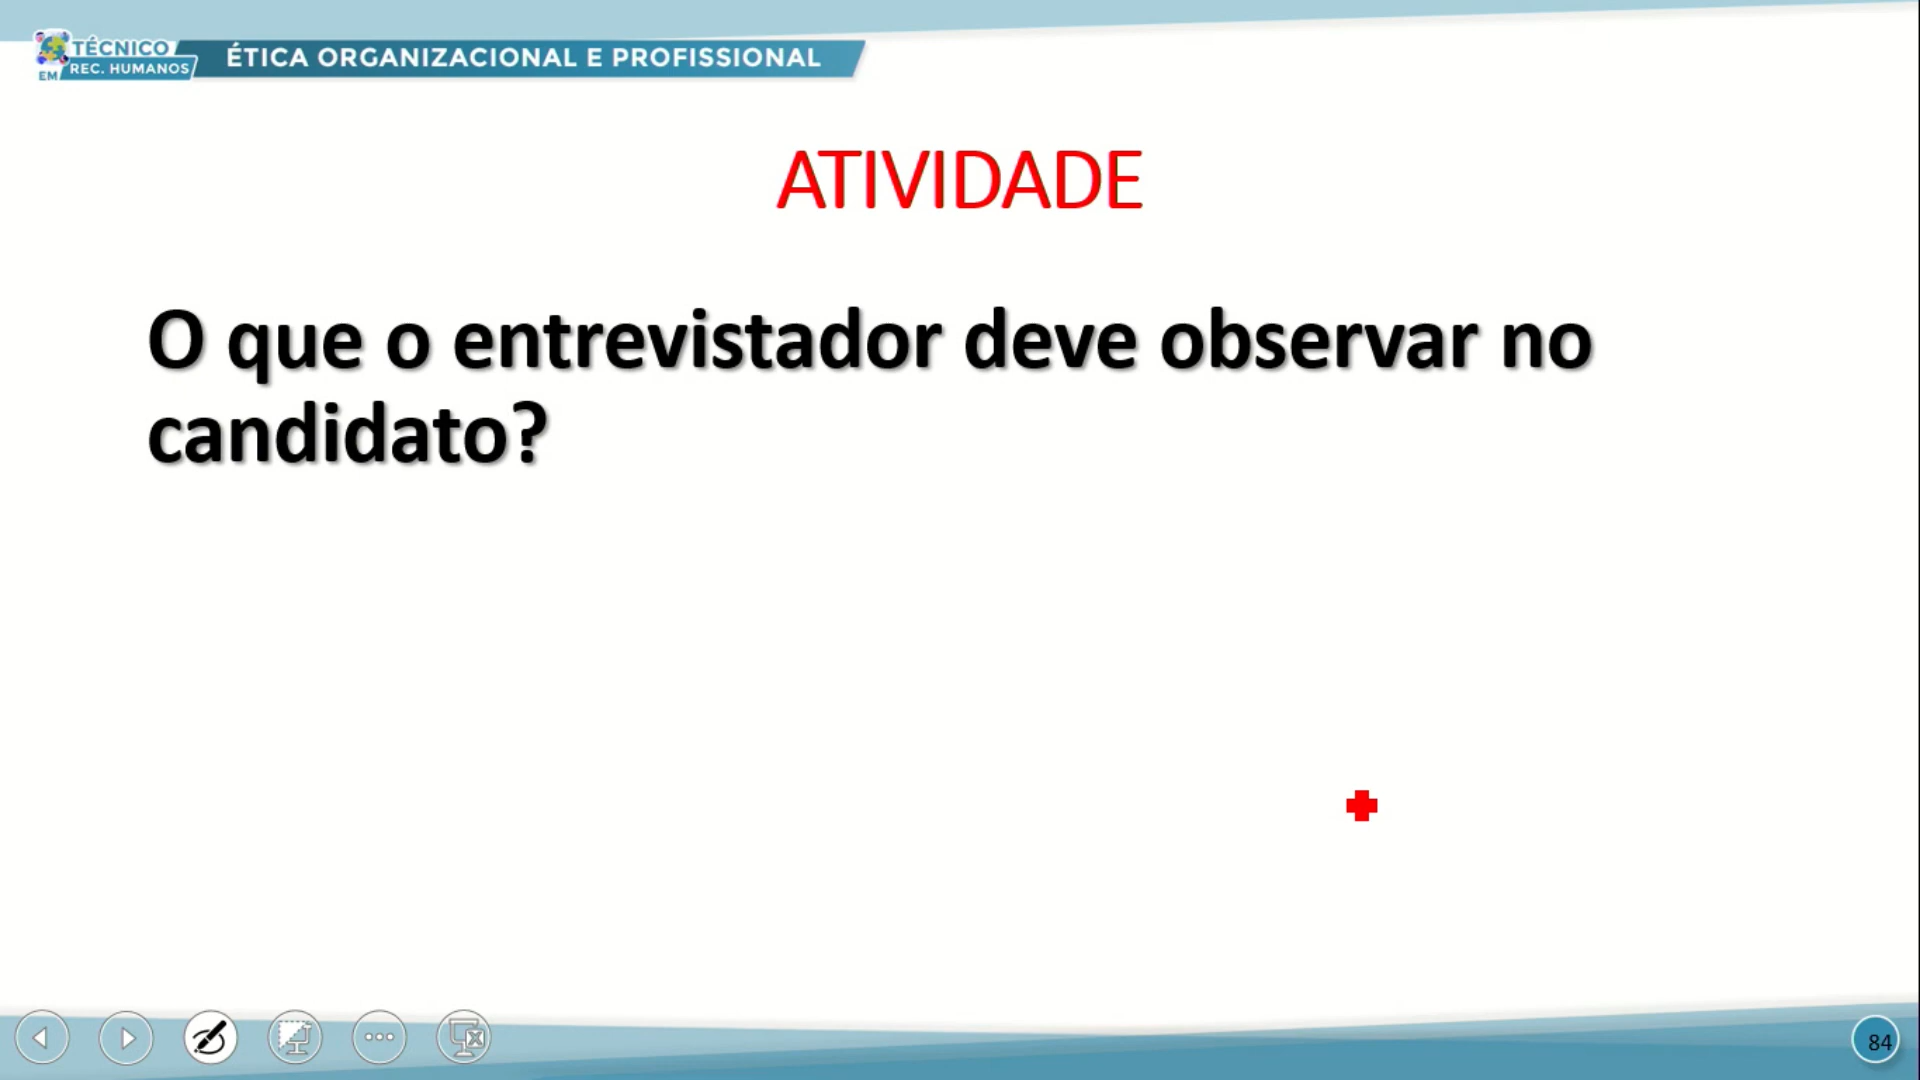 TÉCNICO
EM REC. HUMANOS
ÉTICA ORGANIZACIONAL E PROFISSIONAL
ATIVIDADE
O que o entrevistador deve observar no
candidato?
84